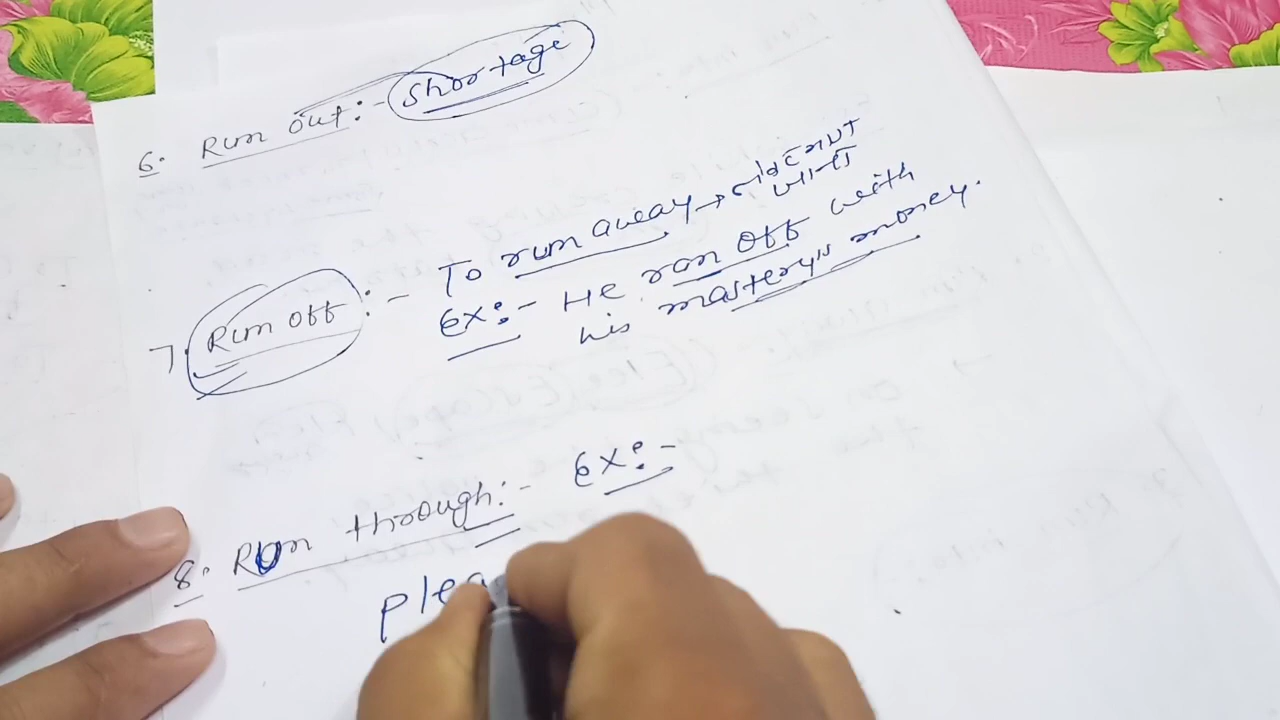 6. Run Out:- Shortage
7. Run off:- To run away →
Ex:- He ran Off with
his mastery's money.
8. Run through:- Ex:-
plea